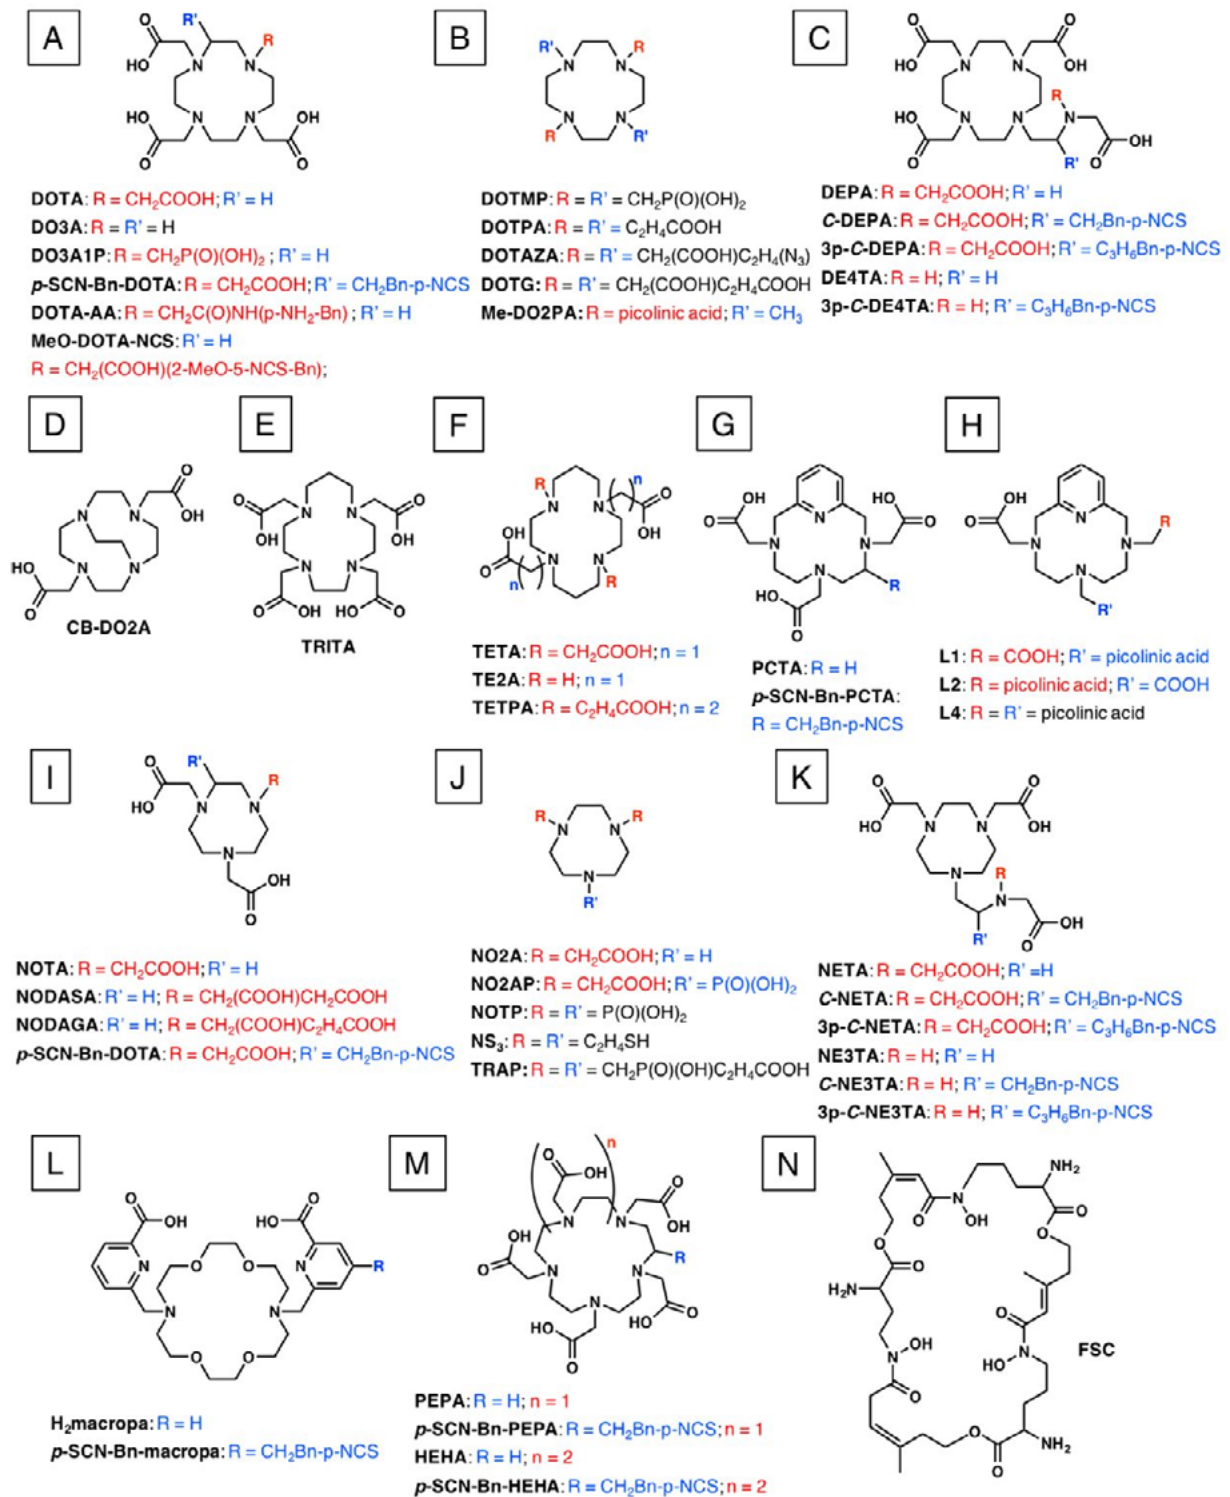 A
B
C
DOTA: R = CH₂COOH; R' = H
DO3A: R = R' = H
DO3A1P: R = CH₂P(O)(OH)₂ ; R' = H
p-SCN-Bn-DOTA: R = CH₂COOH; R' = CH₂Bn-p-NCS
DOTA-AA: R = CH₂C(O)NH(p-NH₂-Bn) ; R' = H
MeO-DOTA-NCS: R' = H
R = CH₂(COOH)(2-MeO-5-NCS-Bn);
DOTMP: R = R' = CH₂P(O)(OH)₂
DOTPA: R = R' = C₂H₄COOH
DOTAZA: R = R' = CH₂(COOH)C₂H₄(N₃)
DOTG: R = R' = CH₂(COOH)C₂H₄COOH
Me-DO2PA: R = picolinic acid; R' = CH₃
DEPA: R = CH₂COOH; R' = H
C-DEPA: R = CH₂COOH; R' = CH₂Bn-p-NCS
3p-C-DEPA: R = CH₂COOH; R' = C₃H₆Bn-p-NCS
DE4TA: R = H; R' = H
3p-C-DE4TA: R = H; R' = C₃H₆Bn-p-NCS
D
E
F
G
H
CB-DO2A
TRITA
TETA: R = CH₂COOH; n = 1
TE2A: R = H; n = 1
TETPA: R = C₂H₄COOH; n = 2
PCTA: R = H
p-SCN-Bn-PCTA:
R = CH₂Bn-p-NCS
L1: R = COOH; R' = picolinic acid
L2: R = picolinic acid; R' = COOH
L4: R = R' = picolinic acid
I
J
K
NOTA: R = CH₂COOH; R' = H
NODASA: R' = H; R = CH₂(COOH)CH₂COOH
NODAGA: R' = H; R = CH₂(COOH)C₂H₄COOH
p-SCN-Bn-DOTA: R = CH₂COOH; R' = CH₂Bn-p-NCS
NO2A: R = CH₂COOH; R' = H
NO2AP: R = CH₂COOH; R' = P(O)(OH)₂
NOTP: R = R' = P(O)(OH)₂
NS₃: R = R' = C₂H₄SH
TRAP: R = R' = CH₂P(O)(OH)C₂H₄COOH
NETA: R = CH₂COOH; R' =H
C-NETA: R = CH₂COOH; R' = CH₂Bn-p-NCS
3p-C-NETA: R = CH₂COOH; R' = C₃H₆Bn-p-NCS
NE3TA: R = H; R' = H
C-NE3TA: R = H; R' = CH₂Bn-p-NCS
3p-C-NE3TA: R = H; R' = C₃H₆Bn-p-NCS
L
M
N
H₂macropa: R = H
p-SCN-Bn-macropa: R = CH₂Bn-p-NCS
PEPA: R = H; n = 1
p-SCN-Bn-PEPA: R = CH₂Bn-p-NCS; n = 1
HEHA: R = H; n = 2
p-SCN-Bn-HEHA: R = CH₂Bn-p-NCS; n = 2
FSC